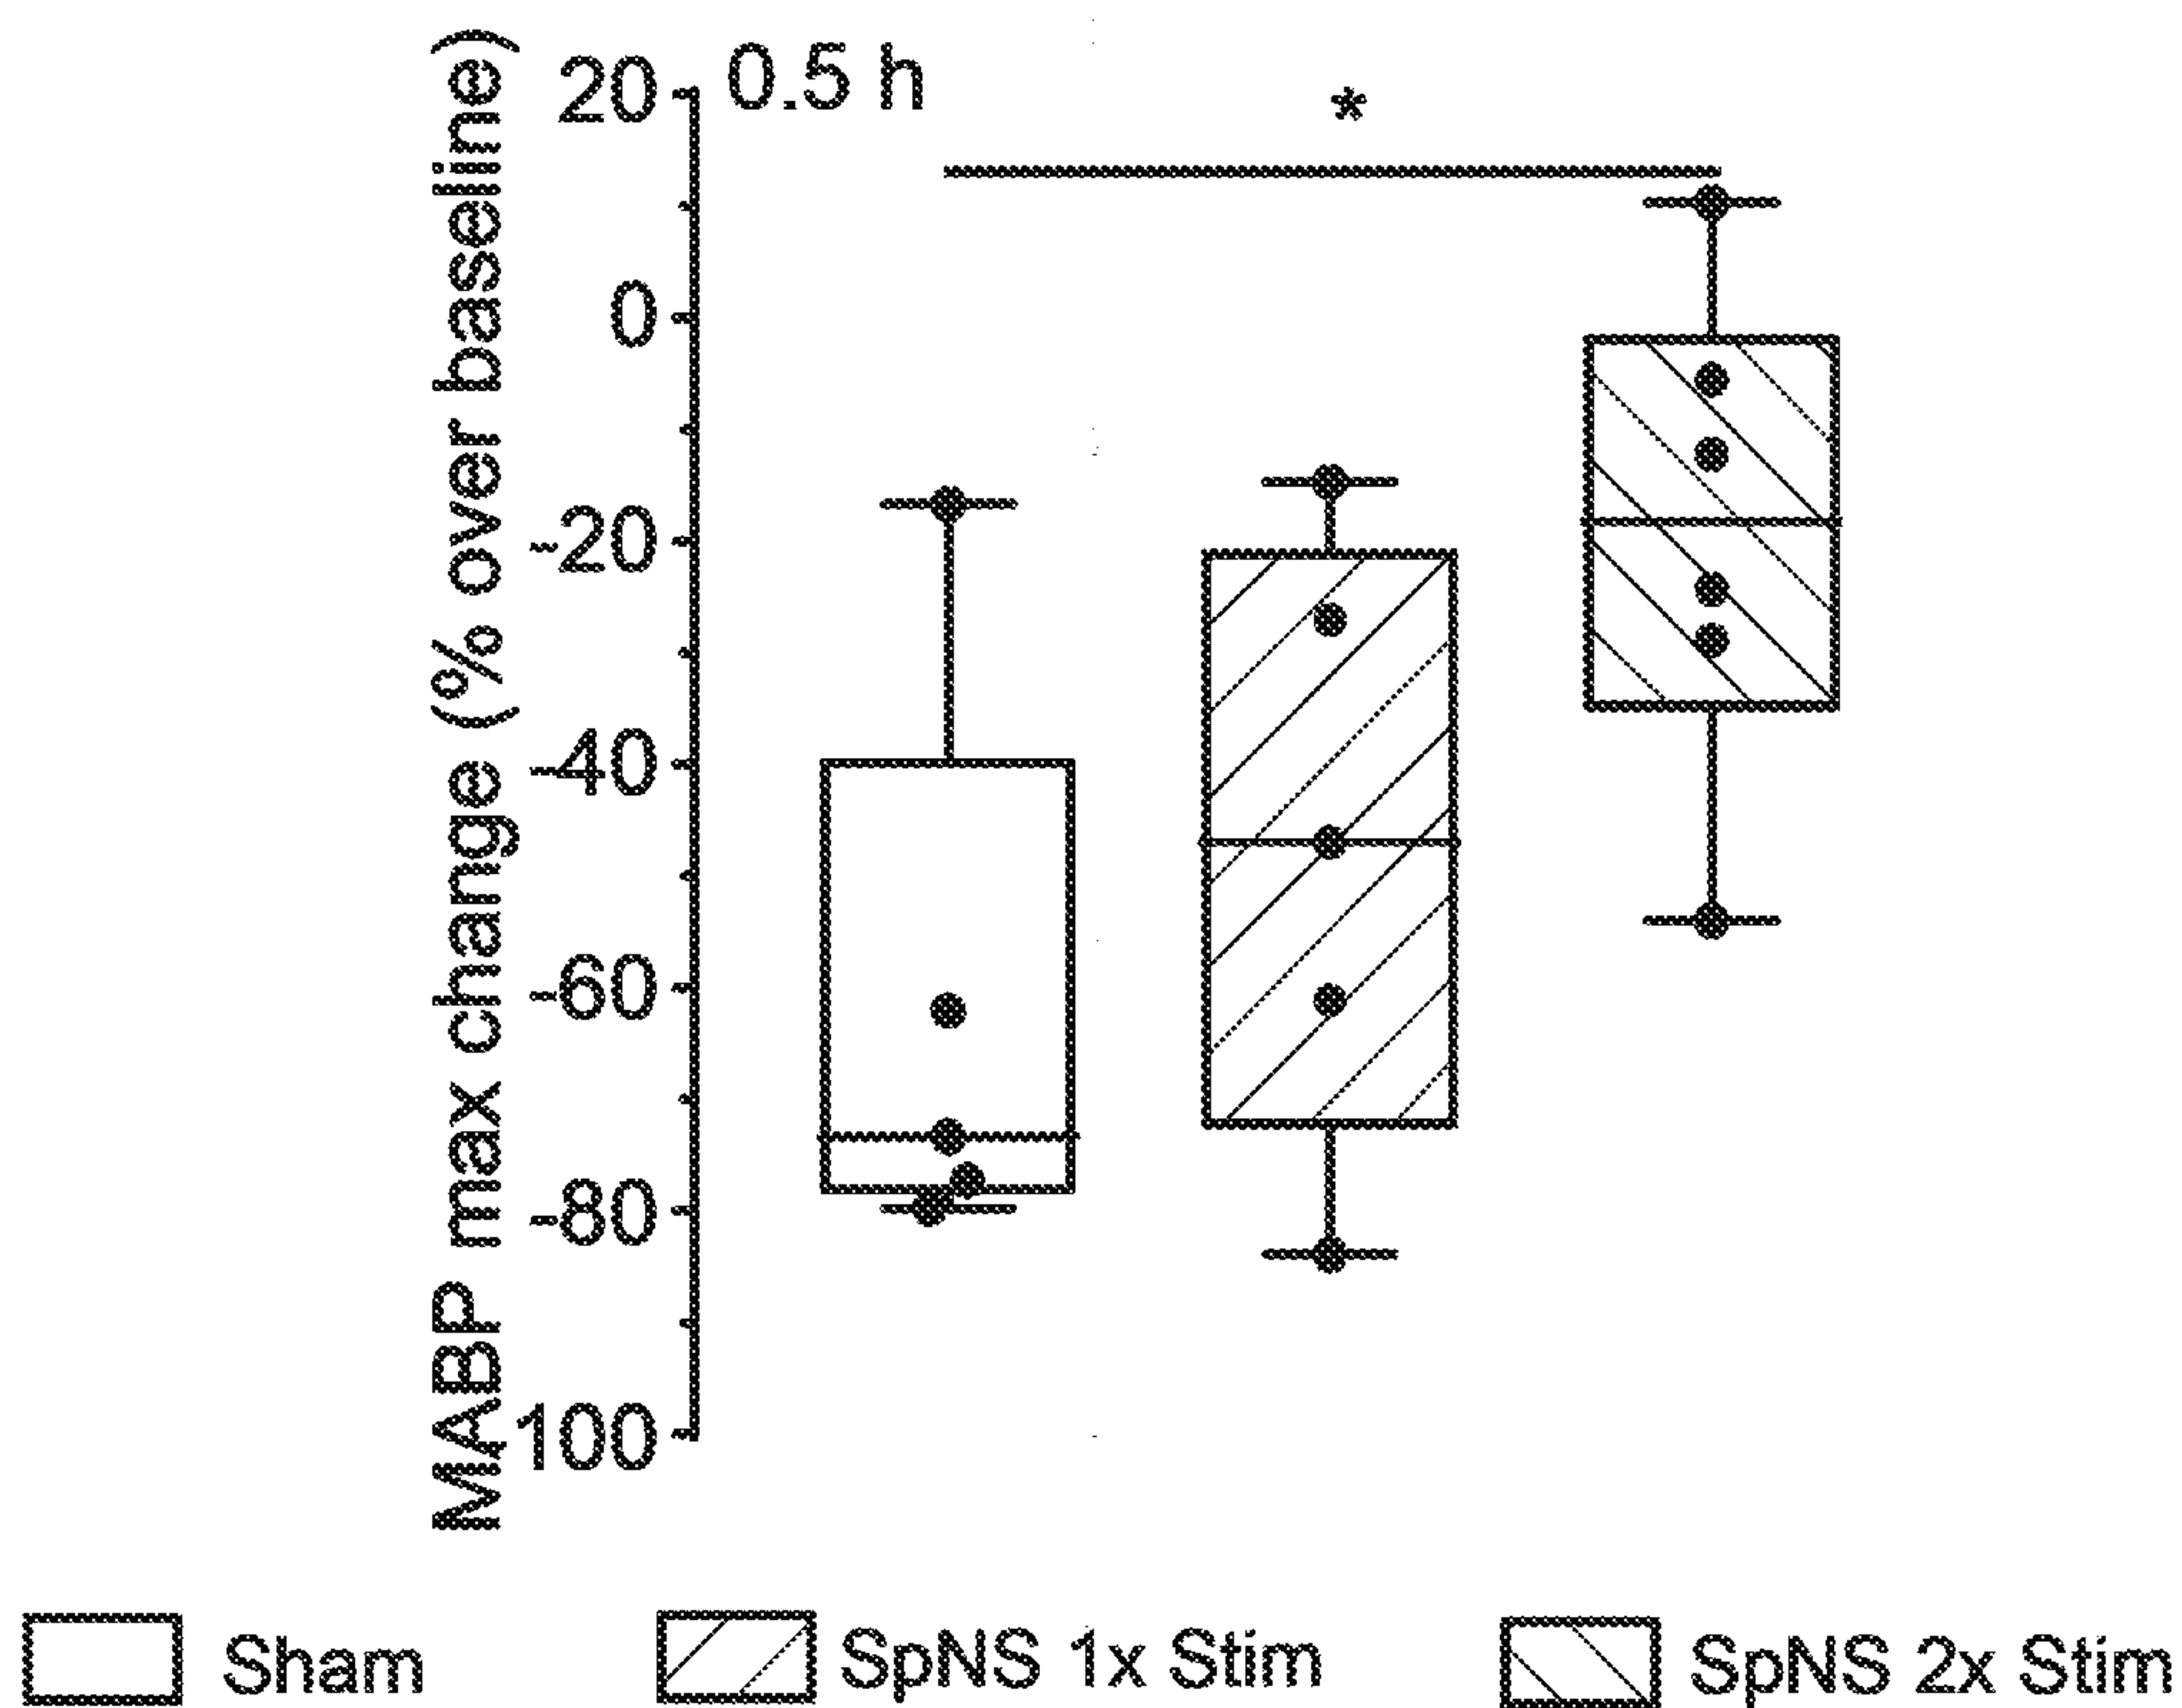 MABP max change (% over baseline)
20
0.5 h
*
0
-20
-40
-60
-80
100
Sham
SpNS 1x Stim
SpNS 2x Stim